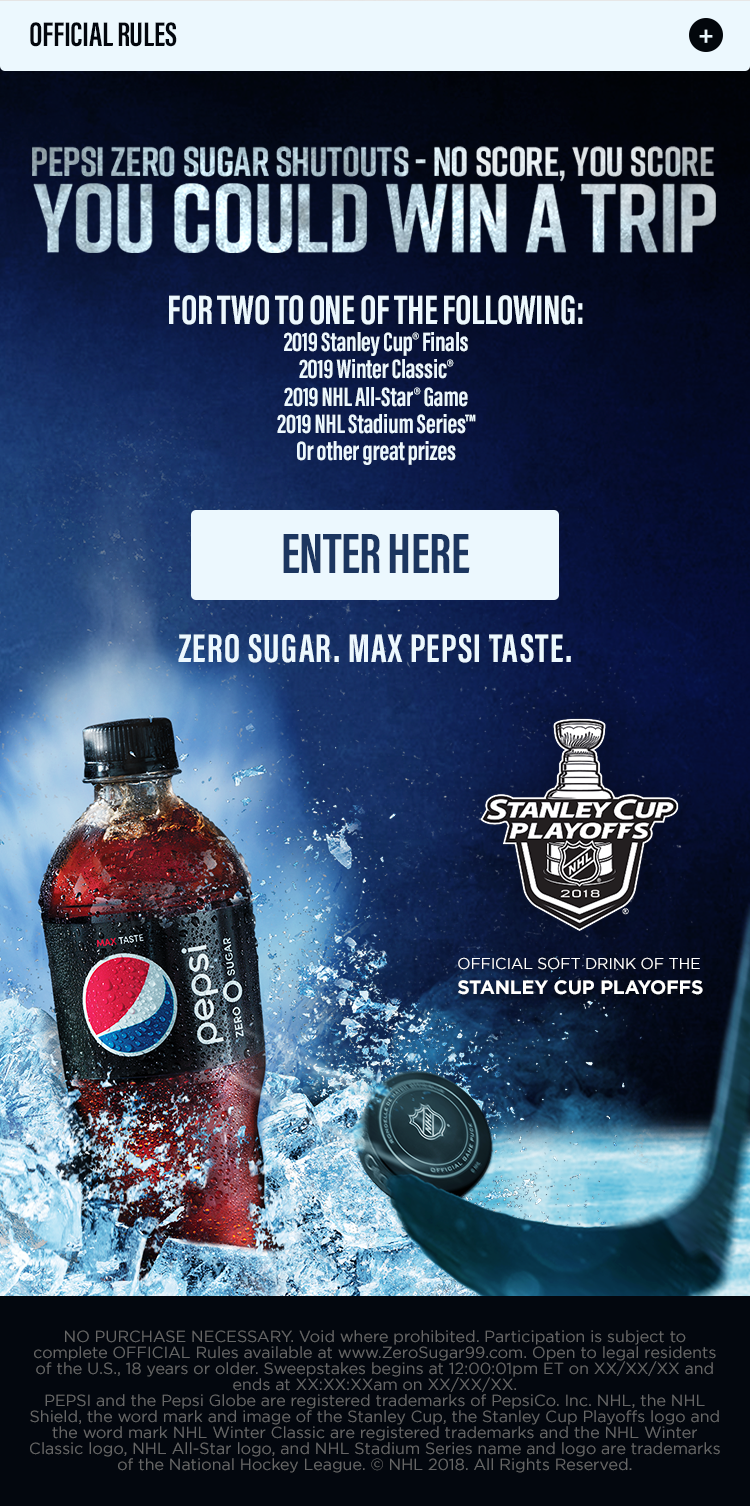 OFFICIAL RULES
PEPSI ZERO SUGAR SHUTOUTS - NO SCORE, YOU SCORE
YOU COULD WIN A TRIP
FOR TWO TO ONE OF THE FOLLOWING:
2019 Stanley Cup® Finals
2019 Winter Classic®
2019 NHL All-Star® Game
2019 NHL Stadium Series™
Or other great prizes
ENTER HERE
ZERO SUGAR. MAX PEPSI TASTE.
MAX TASTE
pepsi
ZERO SUGAR
STANLEY CUP
PLAYOFFS
NHL
2018
®
OFFICIAL SOFT DRINK OF THE
STANLEY CUP PLAYOFFS
NHL
OFFICIAL GAME PUCK
NO PURCHASE NECESSARY. Void where prohibited. Participation is subject to
complete OFFICIAL Rules available at www.ZeroSugar99.com. Open to legal residents
of the U.S., 18 years or older. Sweepstakes begins at 12:00:01pm ET on XX/XX/XX and
ends at XX:XX:XXam on XX/XX/XX.
PEPSI and the Pepsi Globe are registered trademarks of PepsiCo. Inc. NHL, the NHL
Shield, the word mark and image of the Stanley Cup, the Stanley Cup Playoffs logo and
the word mark NHL Winter Classic are registered trademarks and the NHL Winter
Classic logo, NHL All-Star logo, and NHL Stadium Series name and logo are trademarks
of the National Hockey League. © NHL 2018. All Rights Reserved.